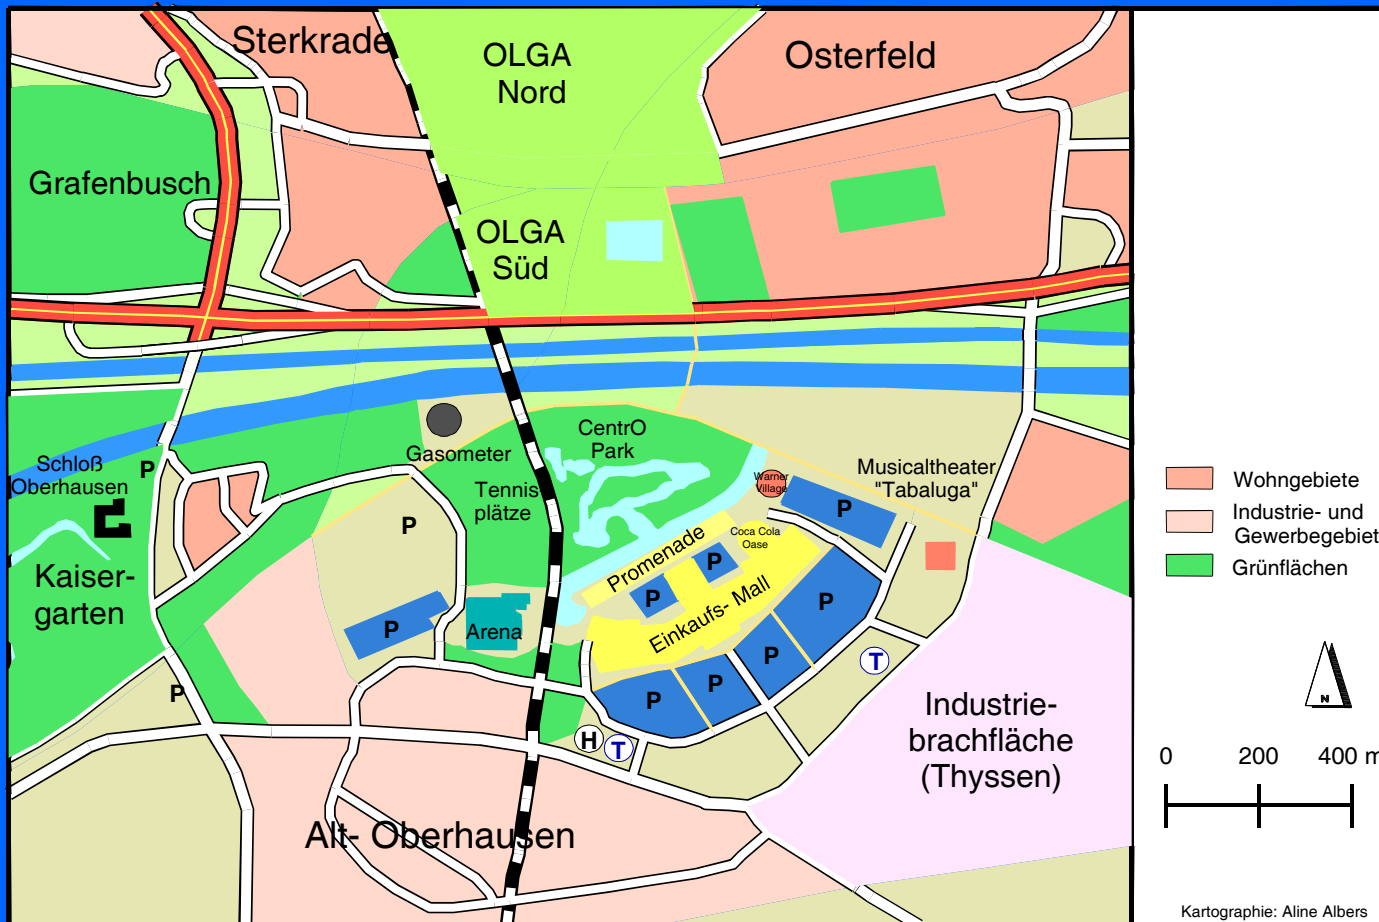 Sterkrade
OLGA
Nord
Osterfeld
Grafenbusch
OLGA
Süd
CentrO
Park
Gasometer
Schloß
Oberhausen
P
Tennis-
plätze
Warner
Village
Musicaltheater
"Tabaluga"
P
P
Coca Cola
Oase
Promenade
P
P
Kaiser-
garten
Einkaufs- Mall
P
P
Arena
P
T
P
P
P
H
T
Industrie-
brachfläche
(Thyssen)
Alt- Oberhausen
Wohngebiete
Industrie- und
Gewerbegebiet
Grünflächen
N
0 200 400 m
Kartographie: Aline Albers